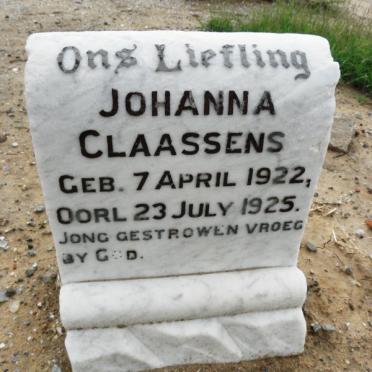 Ons Liefling
JOHANNA
CLAASSENS
GEB. 7 APRIL 1922,
OORL 23 JULY 1925.
JONG GESTROWEN VROEG
BY GOD.